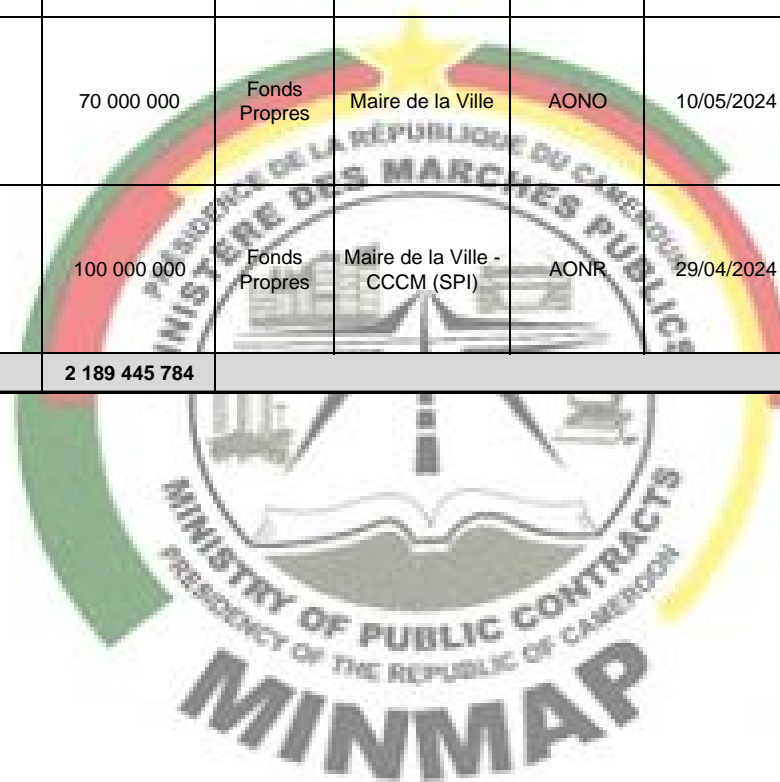 70 000 000
Fonds
Propres
Maire de la Ville
AONO
10/05/2024
100 000 000
Fonds
Propres
Maire de la Ville -
CCCM (SPI)
AONR
29/04/2024
2 189 445 784
PRESIDENCE DE LA RÉPUBLIQUE DU CAMEROUN
MINISTERE DES MARCHES PUBLICS
MINISTRY OF PUBLIC CONTRACTS
PRESIDENCY OF THE REPUBLIC OF CAMEROON
MINMAP